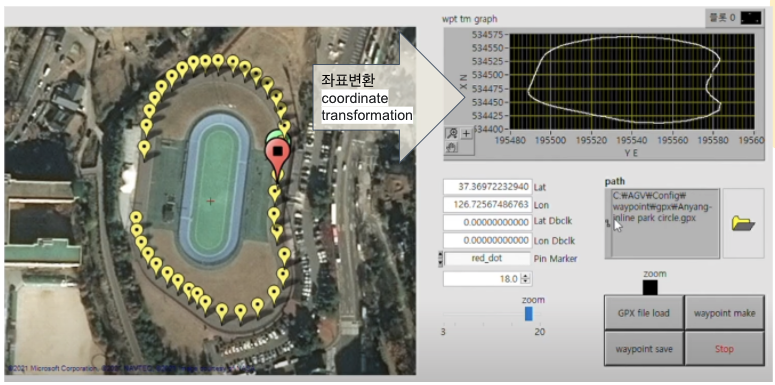 wpt tm graph
플롯 0
좌표변환
coordinate
transformation
534575
534550
534525
534500
534475
534450
534425
534400
X N
195480 195500 195520 195540 195560
Y E
37.36972232940 Lat
126.72567486763 Lon
0.00000000000 Lat Dbclk
0.00000000000 Lon Dbclk
red_dot Pin Marker
18.0
zoom
3 20
path
C:₩AGV₩Config₩
waypoint₩gpx₩Anyang-
inline park circle.gpx
zoom
GPX file load
waypoint make
waypoint save
Stop
©2021 Microsoft Corporation,